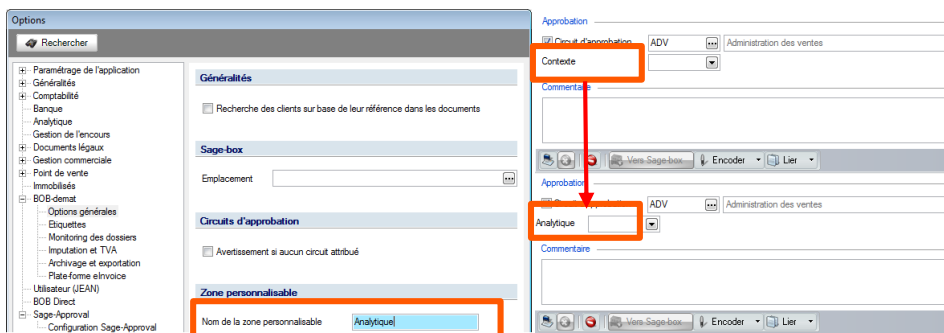 Options
Rechercher
Paramétrage de l'application
Généralités
Comptabilité
Banque
Analytique
Gestion de l'encours
Documents légaux
Gestion commerciale
Point de vente
Immobilisés
BOB-demat
Options générales
Etiquettes
Monitoring des dossiers
Imputation et TVA
Archivage et exportation
Plate-forme eInvoice
Utilisateur (JEAN)
BOB Direct
Sage-Approval
Configuration Sage-Approval
Généralités
Recherche des clients sur base de leur référence dans les documents
Sage-box
Emplacement
Circuits d'approbation
Avertissement si aucun circuit attribué
Zone personnalisable
Nom de la zone personnalisable Analytique
Approbation
Circuit d'approbation ADV Administration des ventes
Contexte
Commentaire
Vers Sage-box Encoder Lier
Approbation
ADV Administration des ventes
Analytique
Commentaire
Vers Sage-box Encoder Lier